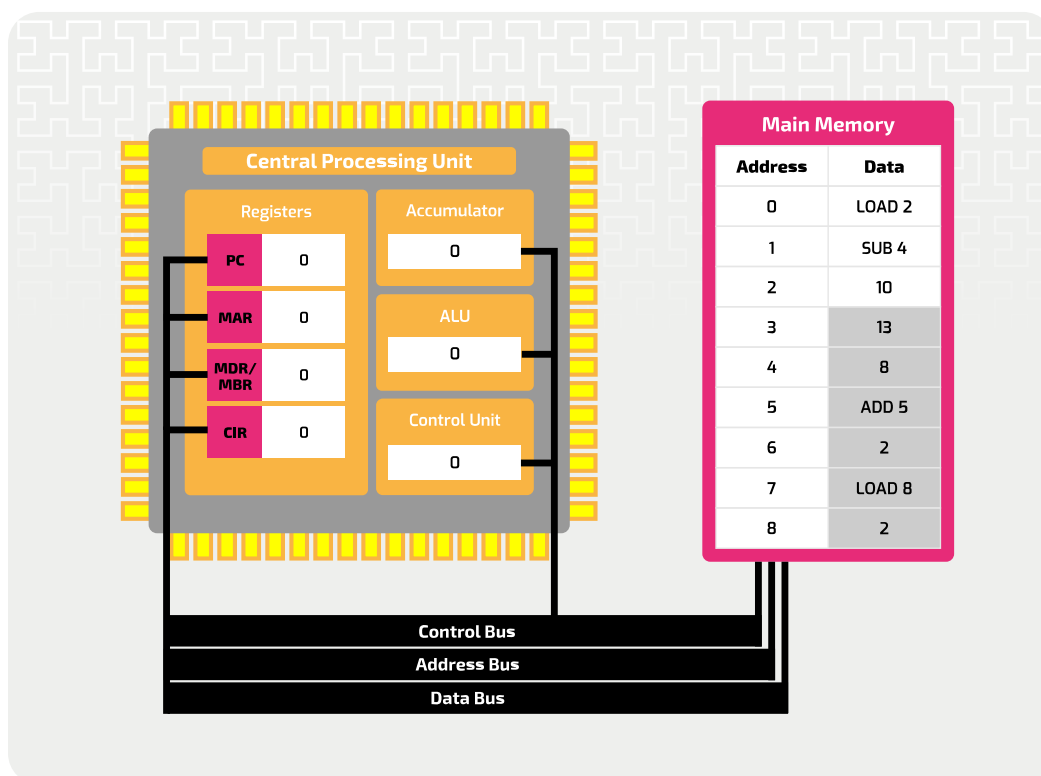 Central Processing Unit
Registers
PC 0
MAR 0
MDR/
MBR 0
CIR 0
Accumulator
0
ALU
0
Control Unit
0
Main Memory
Address Data
0 LOAD 2
1 SUB 4
2 10
3 13
4 8
5 ADD 5
6 2
7 LOAD 8
8 2
Control Bus
Address Bus
Data Bus